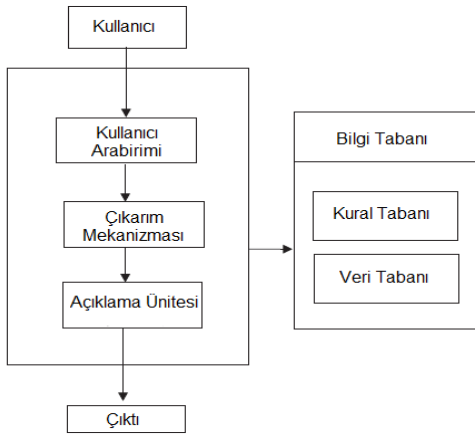 Kullanıcı
Kullanıcı
Arabirimi
Çıkarım
Mekanizması
Açıklama Ünitesi
Çıktı
Bilgi Tabanı
Kural Tabanı
Veri Tabanı